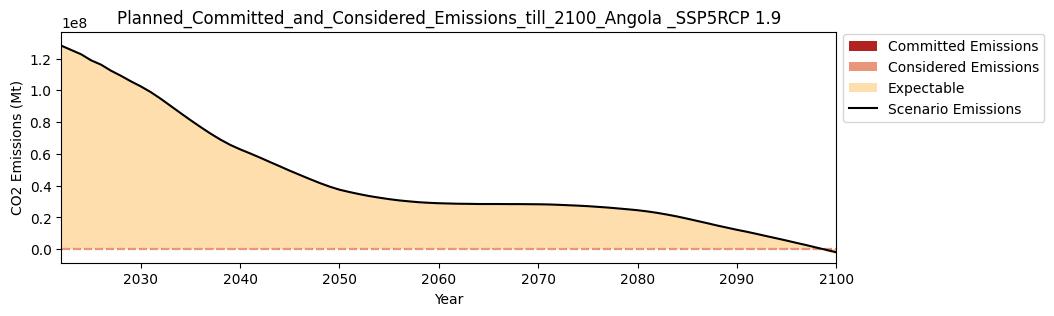 Planned_Committed_and_Considered_Emissions_till_2100_Angola _SSP5RCP 1.9
1e8
CO2 Emissions (Mt)
1.2
1.0
0.8
0.6
0.4
0.2
0.0
2030 2040 2050 2060 2070 2080 2090 2100
Year
Committed Emissions
Considered Emissions
Expectable
Scenario Emissions